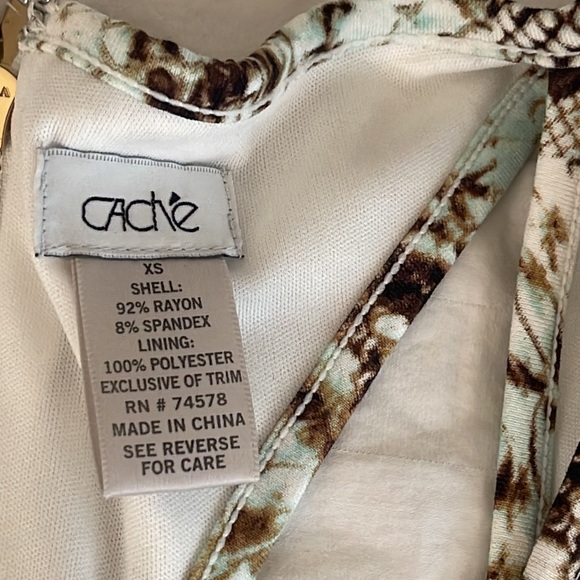 CAché
XS
SHELL:
92% RAYON
8% SPANDEX
LINING:
100% POLYESTER
EXCLUSIVE OF TRIM
RN # 74578
MADE IN CHINA
SEE REVERSE
FOR CARE